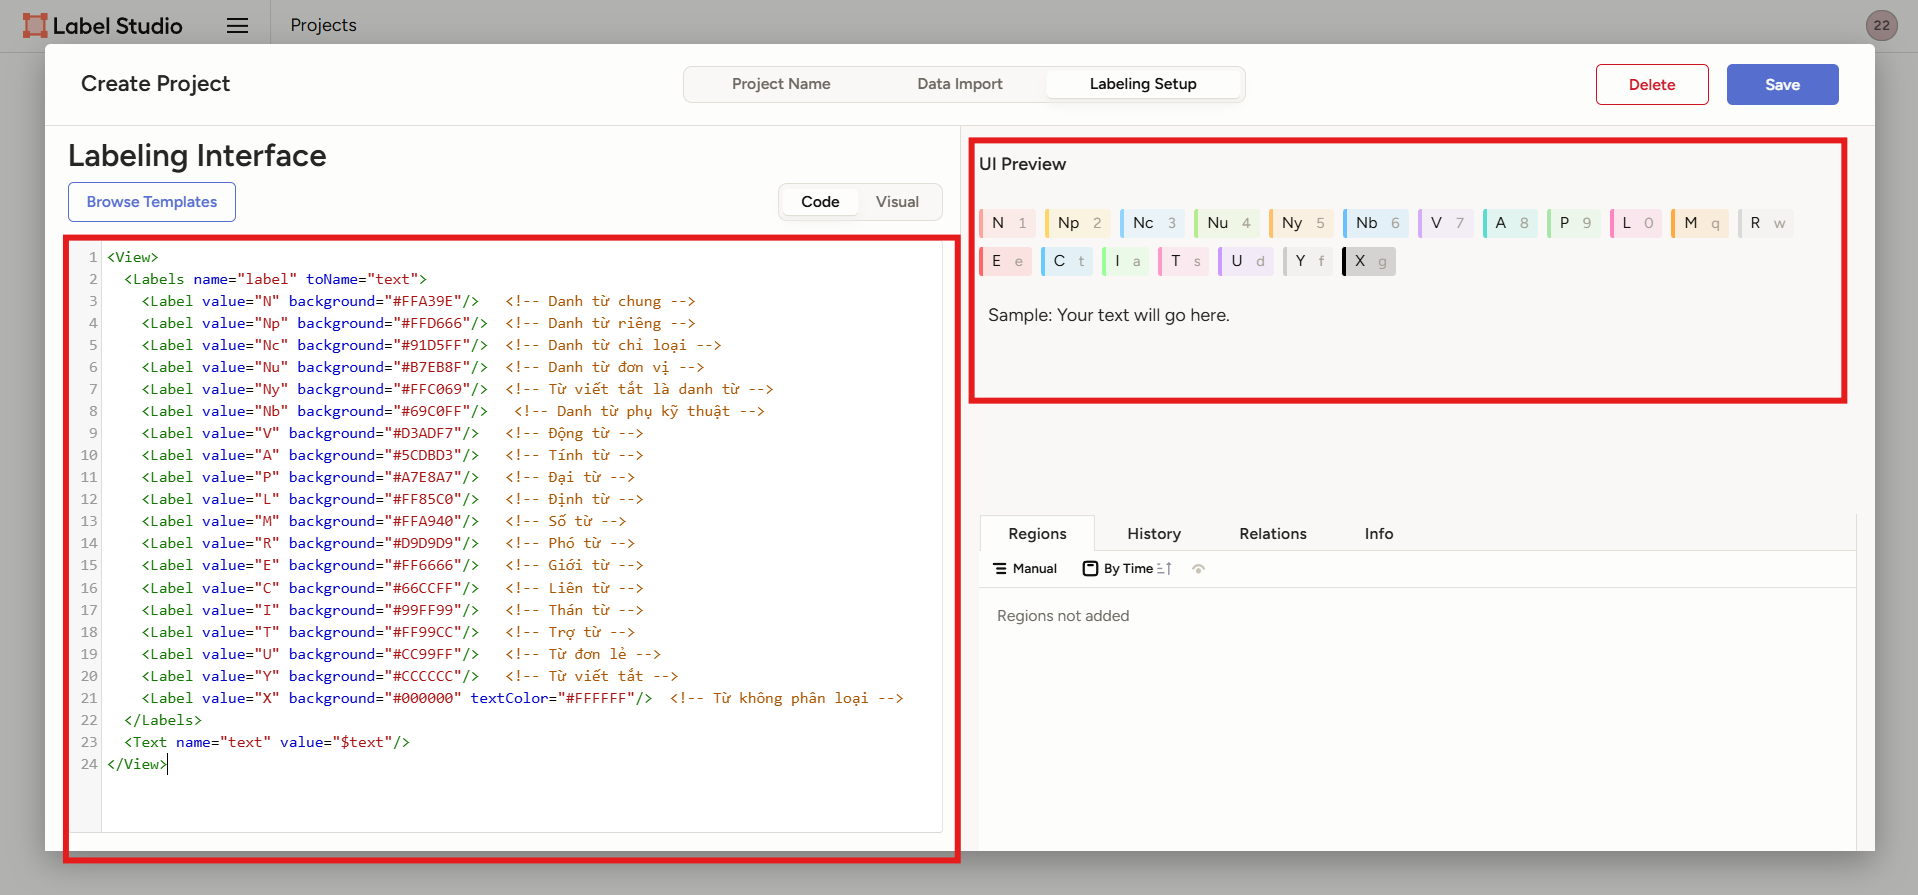 Label Studio
Projects
22
Create Project
Project Name
Data Import
Labeling Setup
Delete
Save
Labeling Interface
Browse Templates
Code
Visual
1 <View>
2 <Labels name="label" toName="text">
3 <Label value="N" background="#FFA39E"/> <!-- Danh từ chung -->
4 <Label value="Np" background="#FFD666"/> <!-- Danh từ riêng -->
5 <Label value="Nc" background="#91D5FF"/> <!-- Danh từ chỉ loại -->
6 <Label value="Nu" background="#B7EB8F"/> <!-- Danh từ đơn vị -->
7 <Label value="Ny" background="#FFC069"/> <!-- Từ viết tắt là danh từ -->
8 <Label value="Nb" background="#69C0FF"/> <!-- Danh từ phụ kỹ thuật -->
9 <Label value="V" background="#D3ADF7"/> <!-- Động từ -->
10 <Label value="A" background="#5CDBD3"/> <!-- Tính từ -->
11 <Label value="P" background="#A7E8A7"/> <!-- Đại từ -->
12 <Label value="L" background="#FF85C0"/> <!-- Định từ -->
13 <Label value="M" background="#FFA940"/> <!-- Số từ -->
14 <Label value="R" background="#D9D9D9"/> <!-- Phó từ -->
15 <Label value="E" background="#FF6666"/> <!-- Giới từ -->
16 <Label value="C" background="#66CCFF"/> <!-- Liên từ -->
17 <Label value="I" background="#99FF99"/> <!-- Thán từ -->
18 <Label value="T" background="#FF99CC"/> <!-- Trợ từ -->
19 <Label value="U" background="#CC99FF"/> <!-- Từ đơn lẻ -->
20 <Label value="Y" background="#CCCCCC"/> <!-- Từ viết tắt -->
21 <Label value="X" background="#000000" textColor="#FFFFFF"/> <!-- Từ không phân loại -->
22 </Labels>
23 <Text name="text" value="$text"/>
24 </View>
UI Preview
N 1 Np 2 Nc 3 Nu 4 Ny 5 Nb 6 V 7 A 8 P 9 L 0 M q R w
E e C t I a T s U d Y f X g
Sample: Your text will go here.
Regions
History
Relations
Info
Manual
By Time
Regions not added